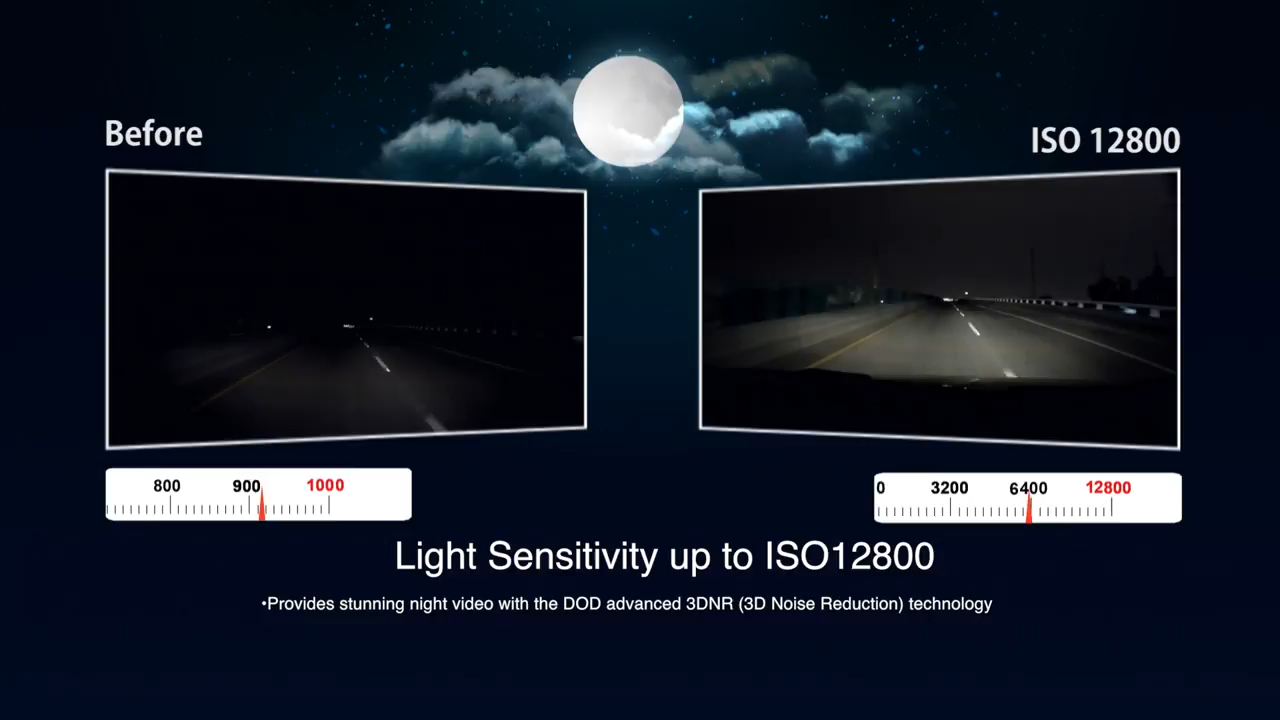 Before
ISO 12800
800 900 1000
0 3200 6400 12800
Light Sensitivity up to ISO12800
•Provides stunning night video with the DOD advanced 3DNR (3D Noise Reduction) technology